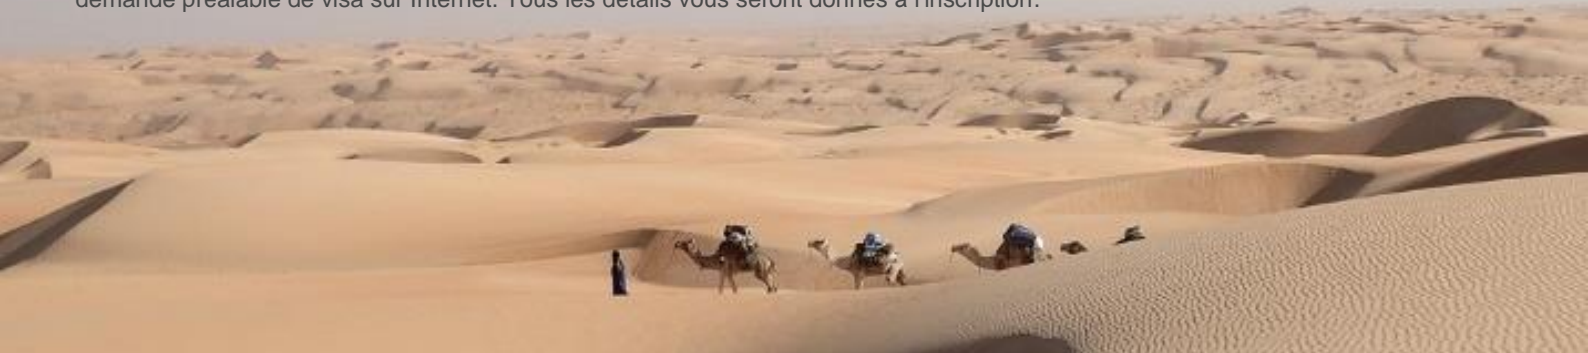 demande préalable de visa sur Internet. Tous les détails vous seront donnés à l'inscription.